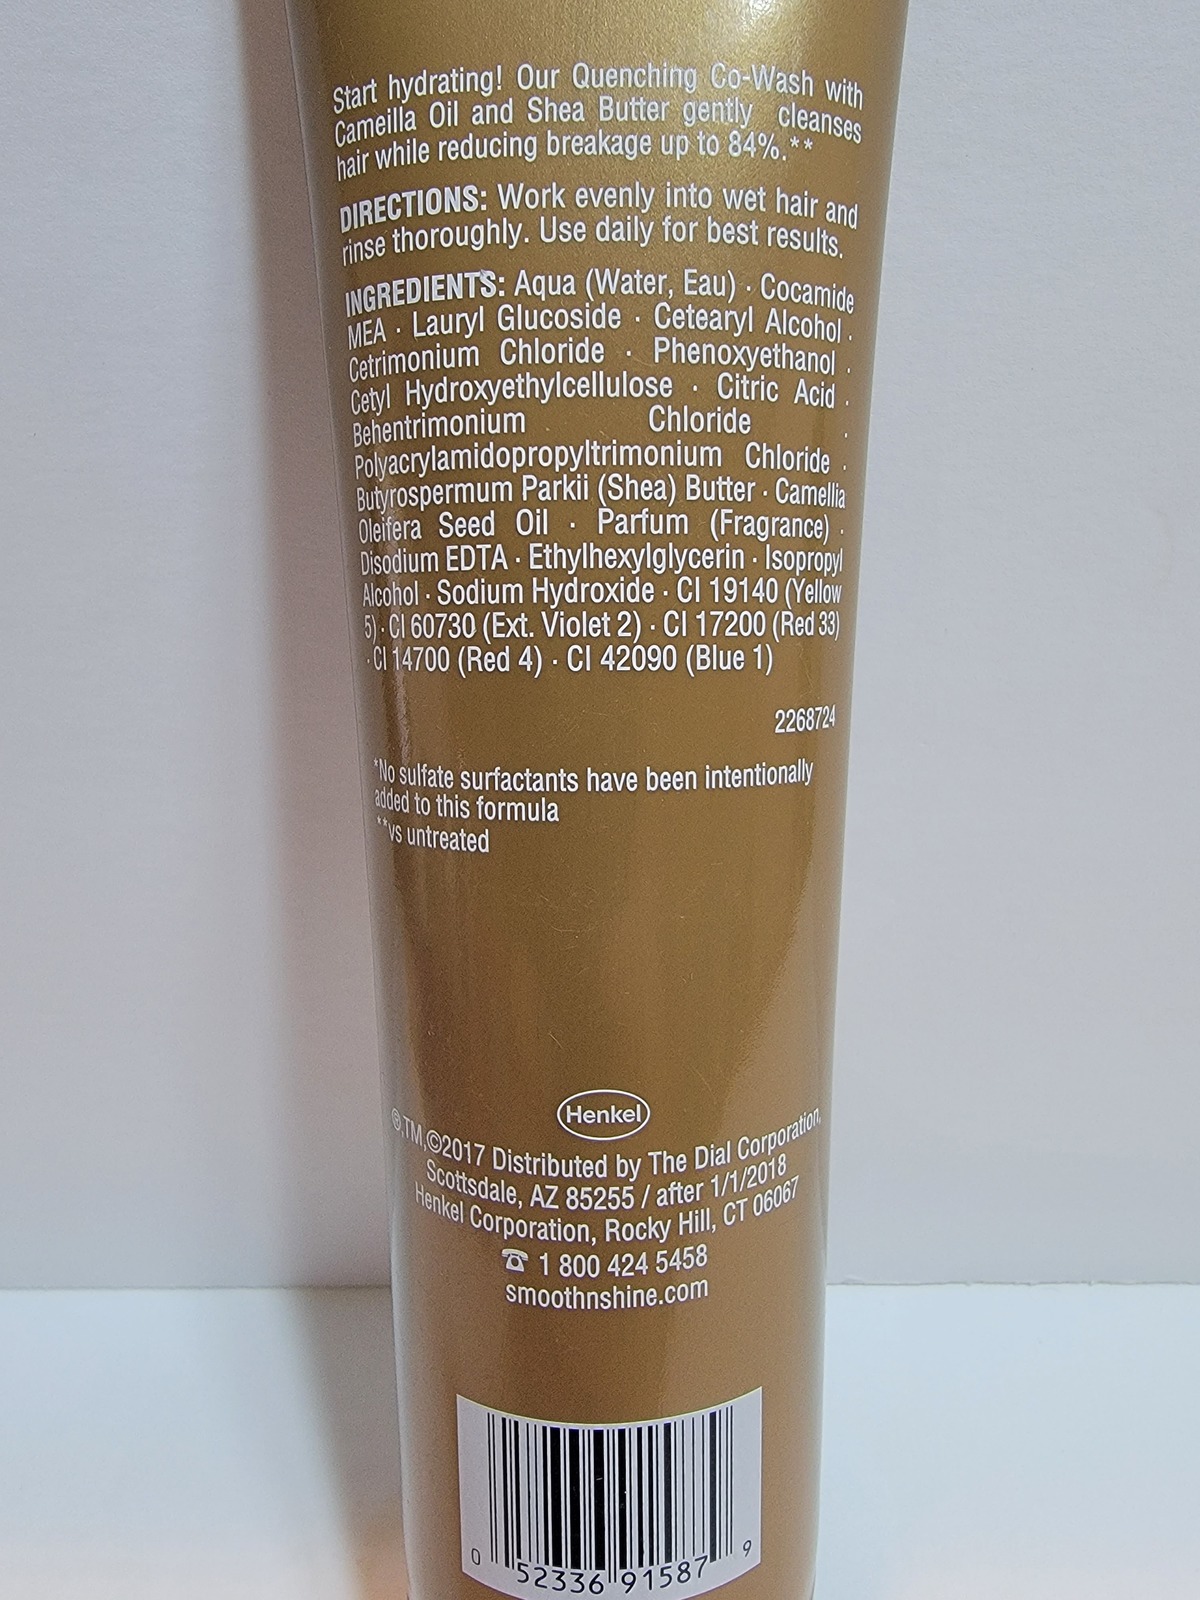 Start hydrating! Our Quenching Co-Wash with
Cameilla Oil and Shea Butter gently cleanses
hair while reducing breakage up to 84%.**
DIRECTIONS: Work evenly into wet hair and
rinse thoroughly. Use daily for best results.
INGREDIENTS: Aqua (Water, Eau) · Cocamide
MEA · Lauryl Glucoside · Cetearyl Alcohol ·
Cetrimonium Chloride · Phenoxyethanol ·
Cetyl Hydroxyethylcellulose · Citric Acid ·
Behentrimonium Chloride ·
Polyacrylamidopropyltrimonium Chloride ·
Butyrospermum Parkii (Shea) Butter · Camellia
Oleifera Seed Oil · Parfum (Fragrance) ·
Disodium EDTA · Ethylhexylglycerin · Isopropyl
Alcohol · Sodium Hydroxide · CI 19140 (Yellow
5) · CI 60730 (Ext. Violet 2) · CI 17200 (Red 33)
· CI 14700 (Red 4) · CI 42090 (Blue 1)
2268724
*No sulfate surfactants have been intentionally
added to this formula
**vs untreated
Henkel
®,TM,©2017 Distributed by The Dial Corporation,
Scottsdale, AZ 85255 / after 1/1/2018
Henkel Corporation, Rocky Hill, CT 06067
☎ 1 800 424 5458
smoothnshine.com
0 52336 91587 9